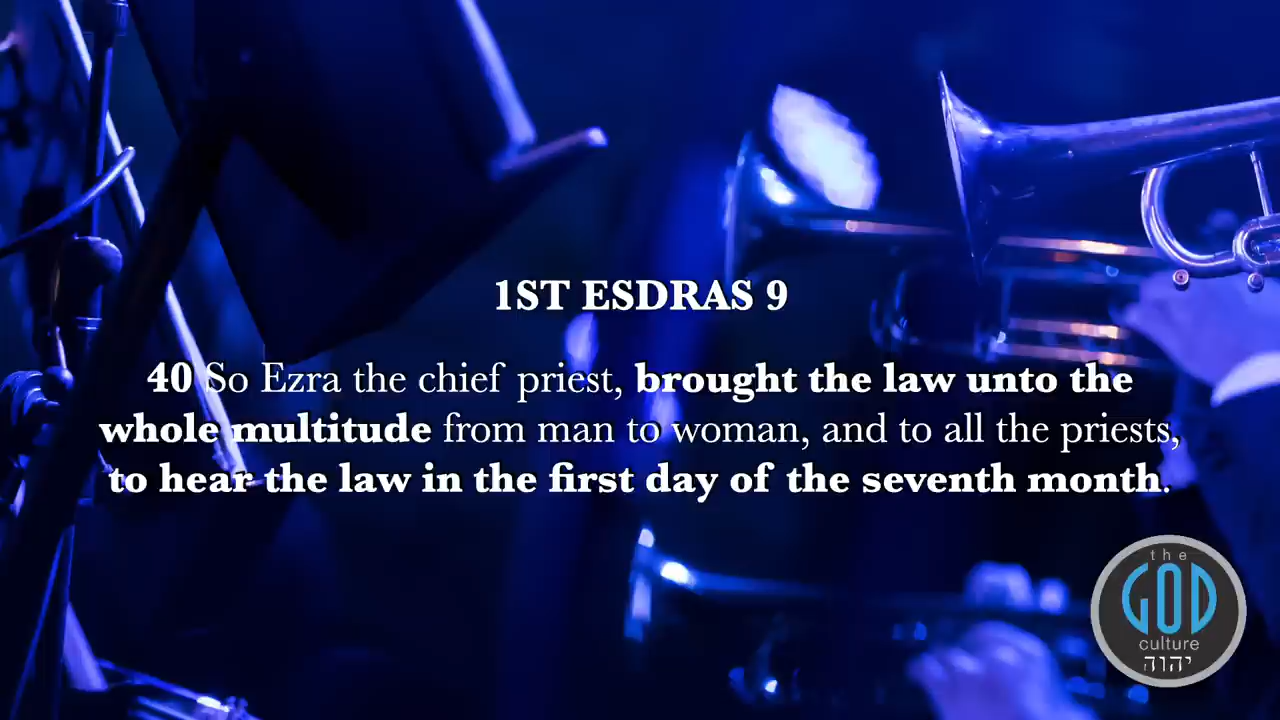 1ST ESDRAS 9
40 So Ezra the chief priest, brought the law unto the
whole multitude from man to woman, and to all the priests,
to hear the law in the first day of the seventh month.
the
GOD
culture
יהוה